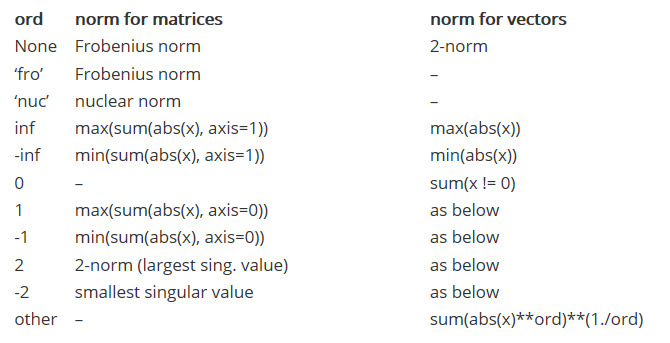 ord norm for matrices norm for vectors
None Frobenius norm 2-norm
‘fro’ Frobenius norm –
‘nuc’ nuclear norm –
inf max(sum(abs(x), axis=1)) max(abs(x))
-inf min(sum(abs(x), axis=1)) min(abs(x))
0 – sum(x != 0)
1 max(sum(abs(x), axis=0)) as below
-1 min(sum(abs(x), axis=0)) as below
2 2-norm (largest sing. value) as below
-2 smallest singular value as below
other – sum(abs(x)**ord)**(1./ord)